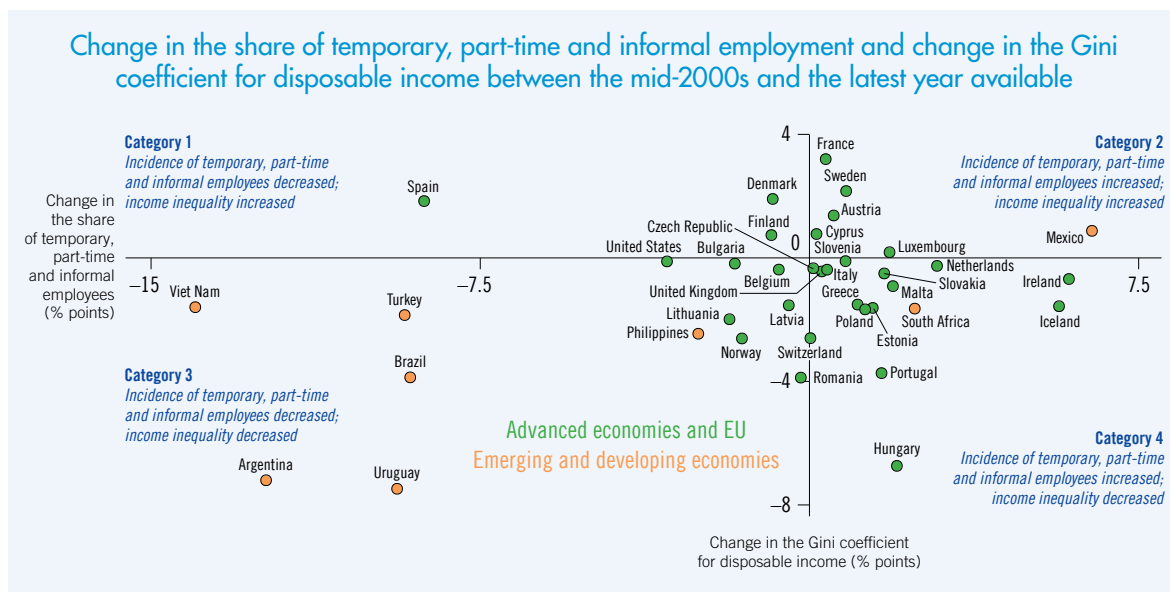 Change in the share of temporary, part-time and informal employment and change in the Gini
coefficient for disposable income between the mid-2000s and the latest year available
Category 1
Incidence of temporary, part-time
and informal employees decreased;
income inequality increased
Category 2
Incidence of temporary, part-time
and informal employees increased;
income inequality increased
Change in
the share
of temporary,
part-time
and informal
employees
(% points)
4
France
Spain
Denmark
Sweden
Austria
Czech Republic
Finland
Cyprus
Mexico
0
United States
Bulgaria
Slovenia
Luxembourg
Netherlands
–15
–7.5
7.5
Viet Nam
Turkey
Belgium
Italy
Slovakia
Ireland
United Kingdom
Greece
Malta
Lithuania
Latvia
Poland
South Africa
Iceland
Philippines
Estonia
Norway
Switzerland
Brazil
Category 3
Incidence of temporary, part-time
and informal employees decreased;
income inequality decreased
–4
Romania
Portugal
Advanced economies and EU
Emerging and developing economies
Category 4
Incidence of temporary, part-time
and informal employees increased;
income inequality decreased
Hungary
Argentina
Uruguay
–8
Change in the Gini coefficient
for disposable income (% points)